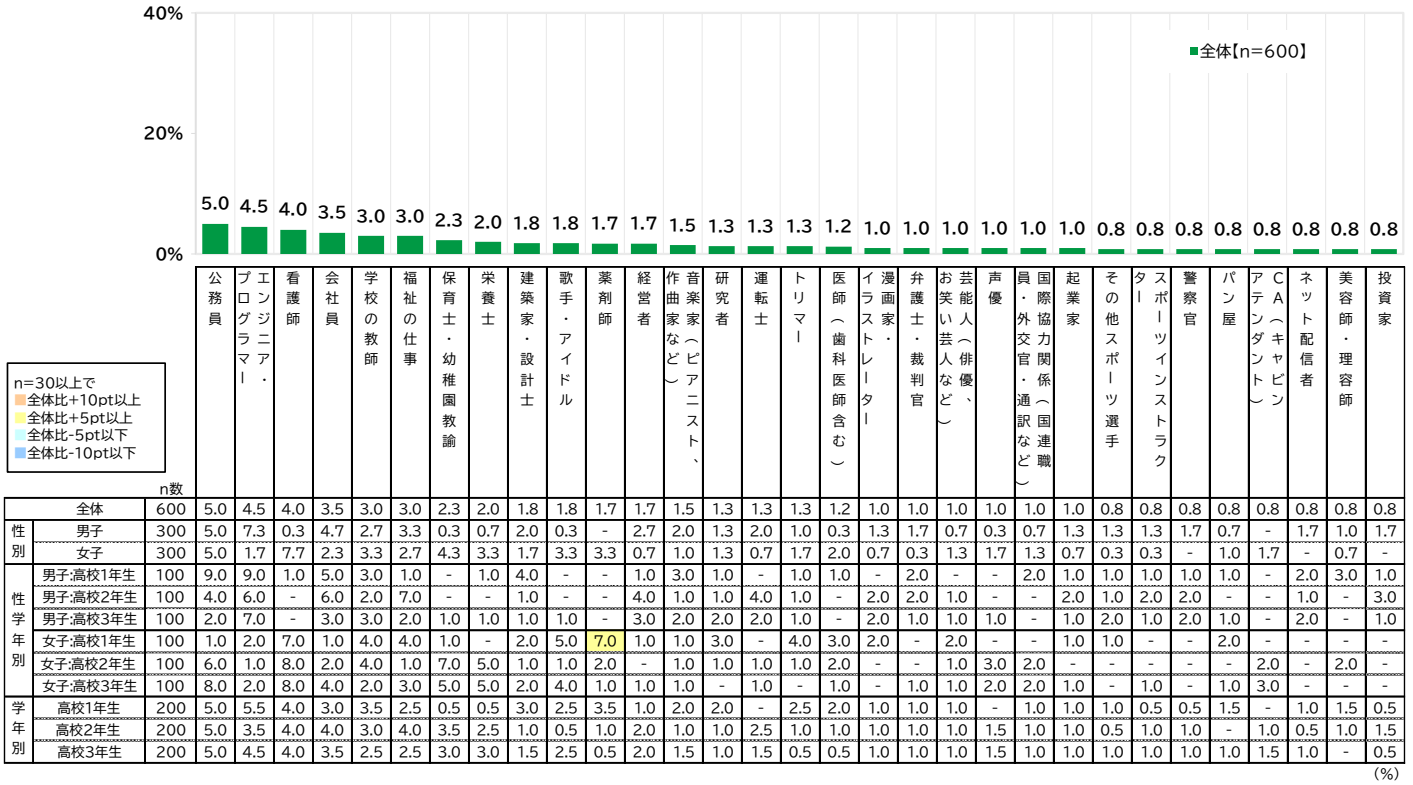 40%
■全体【n=600】
20%
5.0 4.5 4.0 3.5 3.0 3.0 2.3 2.0 1.8 1.8 1.7 1.7 1.5 1.3 1.3 1.3 1.2 1.0 1.0 1.0 1.0 1.0 1.0 0.8 0.8 0.8 0.8 0.8 0.8 0.8 0.8
0%
公務員
エンジニア・
プログラマー
看護師
会社員
学校の教師
福祉の仕事
保育士・幼稚園教諭
栄養士
建築家・設計士
歌手・アイドル
薬剤師
経営者
音楽家（ピアニスト、
作曲家など）
研究者
運転士
トリマー
医師（歯科医師含む）
漫画家・
イラストレーター
弁護士・裁判官
芸能人（俳優、
お笑い芸人など）
声優
国際協力関係（国連職
員・外交官・通訳など）
起業家
その他スポーツ選手
スポーツインストラク
ター
警察官
パン屋
CA（キャビン
アテンダント）
ネット配信者
美容師・理容師
投資家
n=30以上で
全体比+10pt以上
全体比+5pt以上
全体比-5pt以下
全体比-10pt以下
n数
全体 600 5.0 4.5 4.0 3.5 3.0 3.0 2.3 2.0 1.8 1.8 1.7 1.7 1.5 1.3 1.3 1.3 1.2 1.0 1.0 1.0 1.0 1.0 1.0 0.8 0.8 0.8 0.8 0.8 0.8 0.8 0.8
性別
男子 300 5.0 7.3 0.3 4.7 2.7 3.3 0.3 0.7 2.0 0.3 - 2.7 2.0 1.3 2.0 1.0 0.3 1.3 1.7 0.7 0.3 0.7 1.3 1.3 1.3 1.7 0.7 - 1.7 1.0 1.7
女子 300 5.0 1.7 7.7 2.3 3.3 2.7 4.3 3.3 1.7 3.3 3.3 0.7 1.0 1.3 0.7 1.7 2.0 0.7 0.3 1.3 1.7 1.3 0.7 0.3 0.3 - 1.0 1.7 - 0.7 -
性学年別
男子:高校1年生 100 9.0 9.0 1.0 5.0 3.0 1.0 - 1.0 4.0 - - 1.0 3.0 1.0 - 1.0 1.0 - 2.0 - - 2.0 1.0 1.0 1.0 1.0 1.0 - 2.0 3.0 1.0
男子:高校2年生 100 4.0 6.0 - 6.0 2.0 7.0 - - 1.0 - - 4.0 1.0 1.0 4.0 1.0 - 2.0 2.0 1.0 - - 2.0 1.0 2.0 2.0 - - 1.0 - 3.0
男子:高校3年生 100 2.0 7.0 - 3.0 3.0 2.0 1.0 1.0 1.0 1.0 - 3.0 2.0 2.0 2.0 1.0 - 2.0 1.0 1.0 1.0 - 1.0 2.0 1.0 2.0 1.0 - 2.0 - 1.0
女子:高校1年生 100 1.0 2.0 7.0 1.0 4.0 4.0 1.0 - 2.0 5.0 7.0 1.0 1.0 3.0 - 4.0 3.0 2.0 - 2.0 - - 1.0 1.0 - - 2.0 - - - -
女子:高校2年生 100 6.0 1.0 8.0 2.0 4.0 1.0 7.0 5.0 1.0 1.0 2.0 - 1.0 1.0 1.0 1.0 2.0 - - 1.0 3.0 2.0 - - - - - 2.0 - 2.0 -
女子:高校3年生 100 8.0 2.0 8.0 4.0 2.0 3.0 5.0 5.0 2.0 4.0 1.0 1.0 1.0 - 1.0 - 1.0 - 1.0 1.0 2.0 2.0 1.0 - 1.0 - 1.0 3.0 - - -
学年別
高校1年生 200 5.0 5.5 4.0 3.0 3.5 2.5 0.5 0.5 3.0 2.5 3.5 1.0 2.0 2.0 - 2.5 2.0 1.0 1.0 1.0 - 1.0 1.0 1.0 0.5 0.5 1.5 - 1.0 1.5 0.5
高校2年生 200 5.0 3.5 4.0 4.0 3.0 4.0 3.5 2.5 1.0 0.5 1.0 2.0 1.0 1.0 2.5 1.0 1.0 1.0 1.0 1.0 1.5 1.0 1.0 0.5 1.0 1.0 - 1.0 0.5 1.0 1.5
高校3年生 200 5.0 4.5 4.0 3.5 2.5 2.5 3.0 3.0 1.5 2.5 0.5 2.0 1.5 1.0 1.5 0.5 0.5 1.0 1.0 1.0 1.5 1.0 1.0 1.0 1.0 1.0 1.0 1.5 1.0 - 0.5
(%)